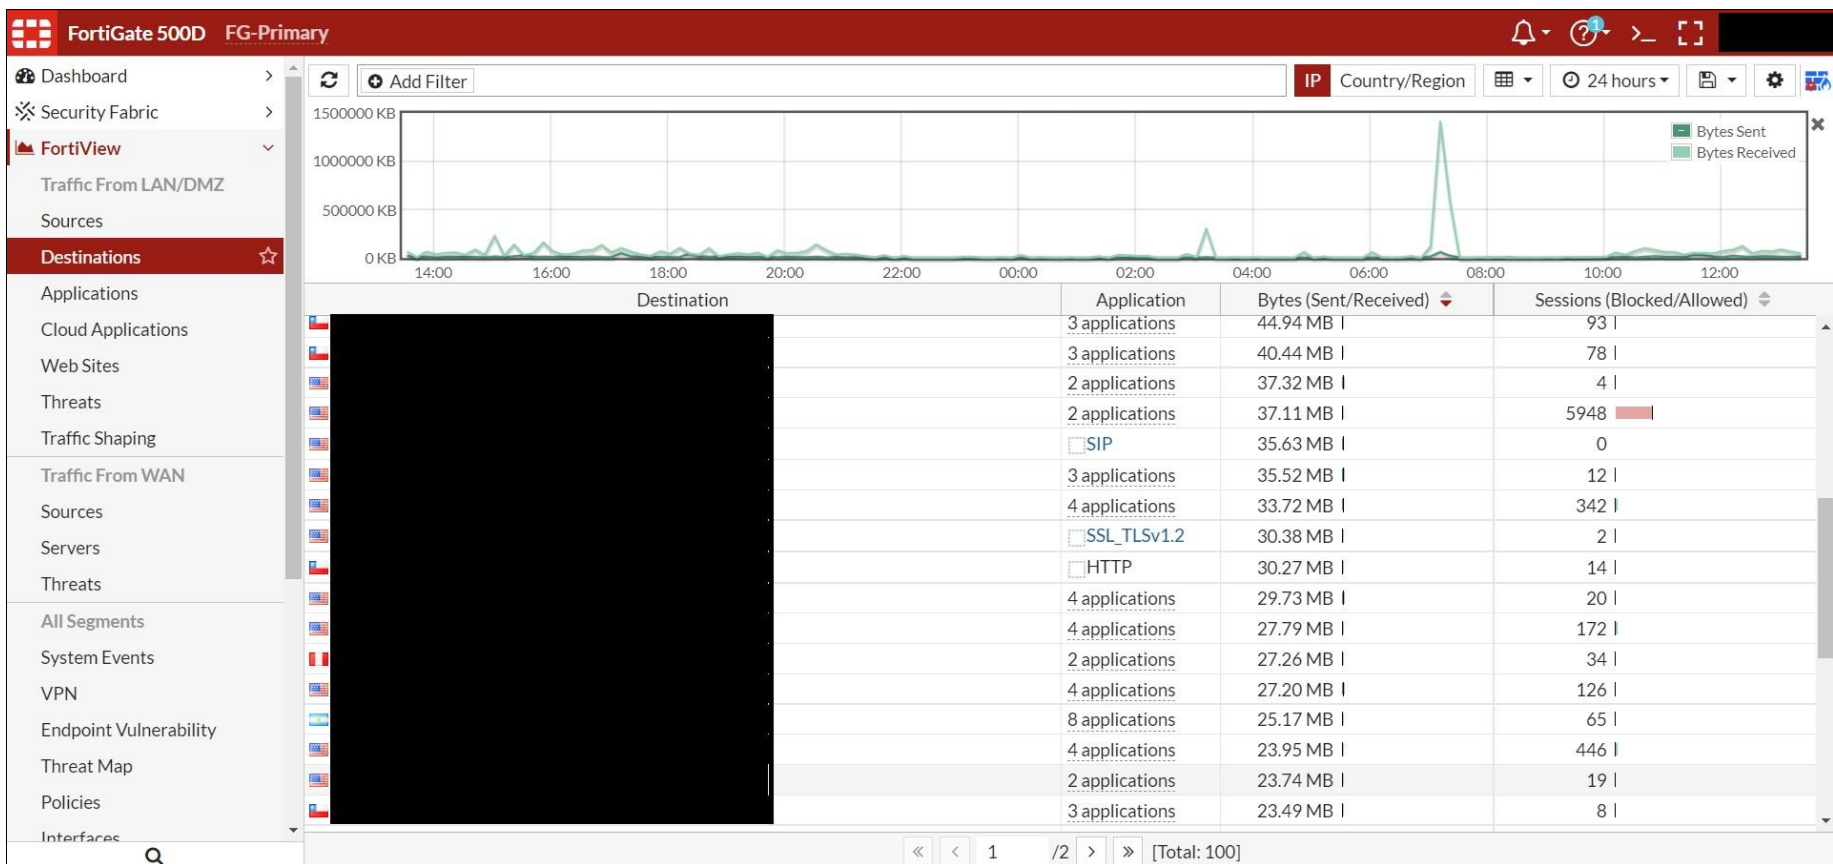 FortiGate 500D FG-Primary
1
Dashboard
Security Fabric
FortiView
Traffic From LAN/DMZ
Sources
Destinations
Applications
Cloud Applications
Web Sites
Threats
Traffic Shaping
Traffic From WAN
Sources
Servers
Threats
All Segments
System Events
VPN
Endpoint Vulnerability
Threat Map
Policies
Interfaces
Add Filter
IP Country/Region 24 hours
1500000 KB
1000000 KB
500000 KB
0 KB
Bytes Sent
Bytes Received
14:00 16:00 18:00 20:00 22:00 00:00 02:00 04:00 06:00 08:00 10:00 12:00
Destination Application Bytes (Sent/Received) Sessions (Blocked/Allowed)
3 applications 44.94 MB 93
3 applications 40.44 MB 78
2 applications 37.32 MB 4
2 applications 37.11 MB 5948
SIP 35.63 MB 0
3 applications 35.52 MB 12
4 applications 33.72 MB 342
SSL_TLSv1.2 30.38 MB 2
HTTP 30.27 MB 14
4 applications 29.73 MB 20
4 applications 27.79 MB 172
2 applications 27.26 MB 34
4 applications 27.20 MB 126
8 applications 25.17 MB 65
4 applications 23.95 MB 446
2 applications 23.74 MB 19
3 applications 23.49 MB 8
« < 1 /2 > » [Total: 100]